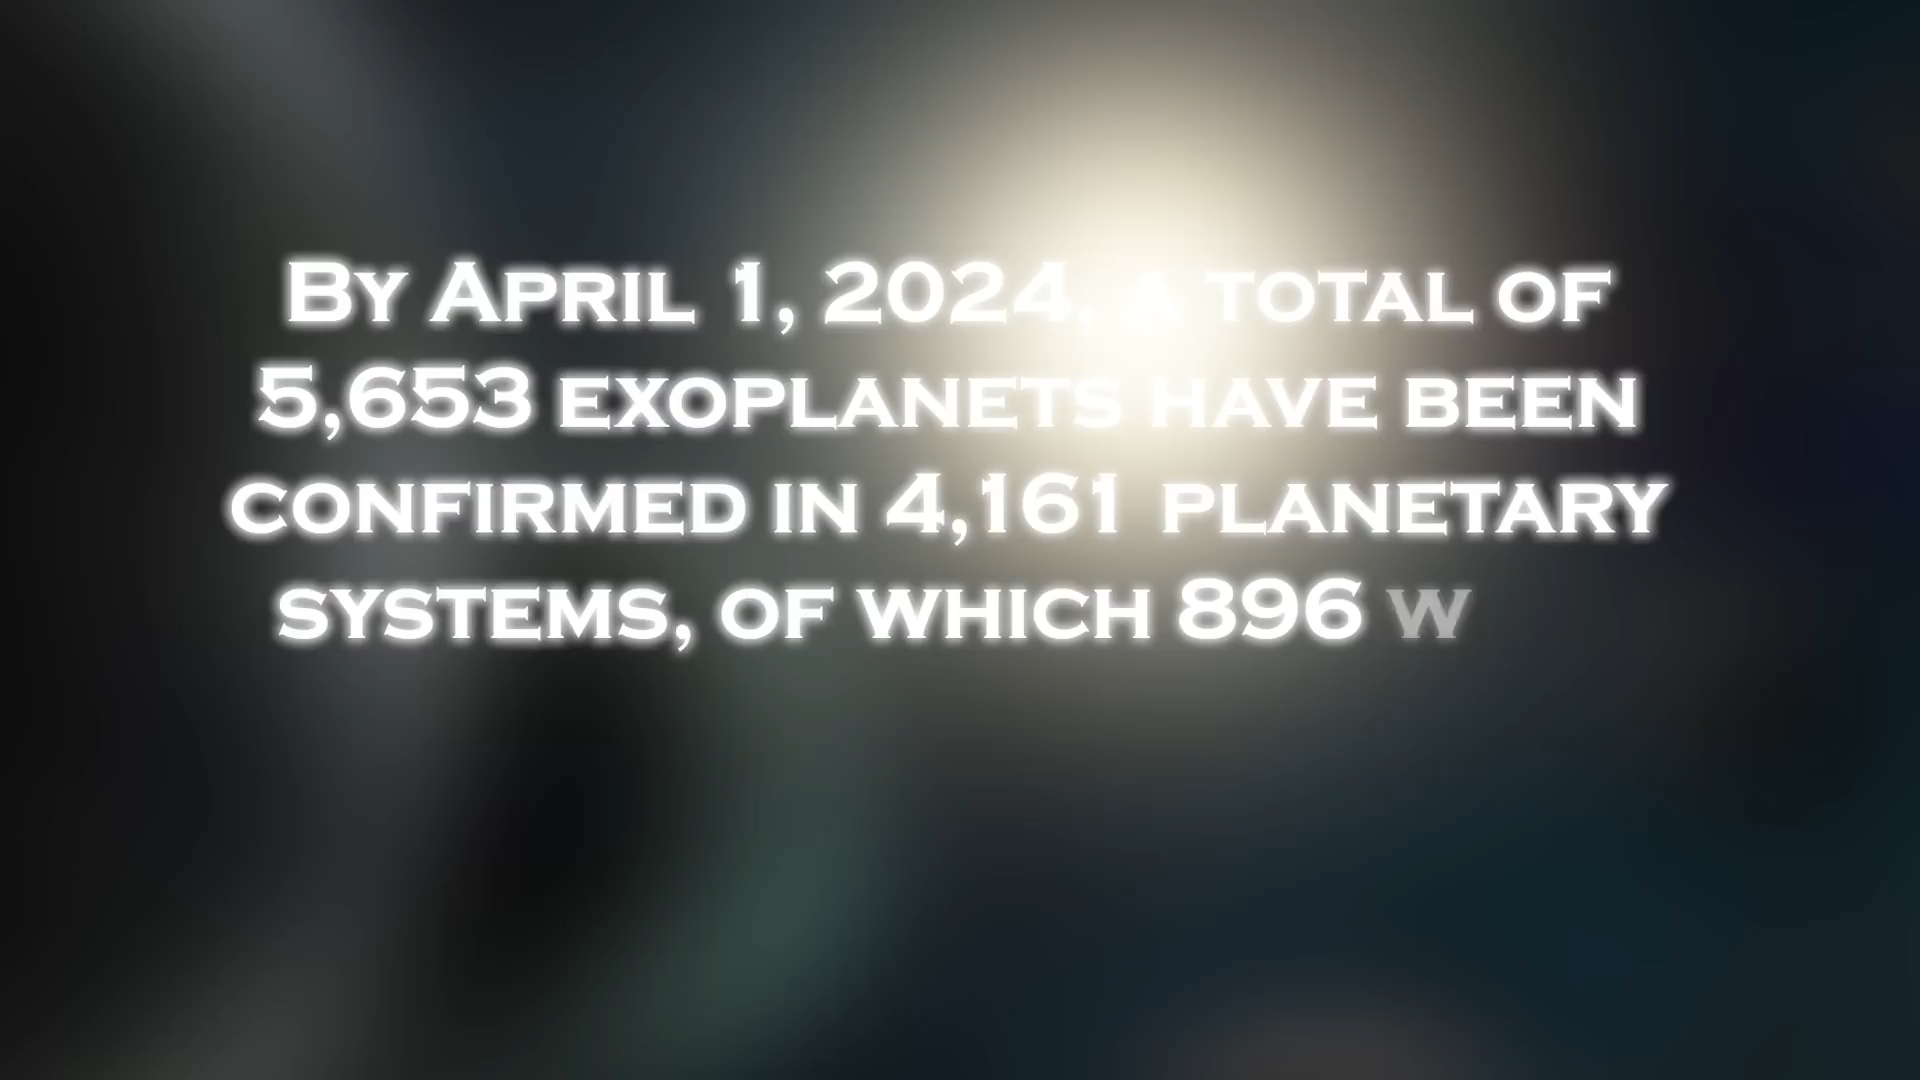 By April 1, 2024, a total of
5,653 exoplanets have been
confirmed in 4,161 planetary
systems, of which 896 w